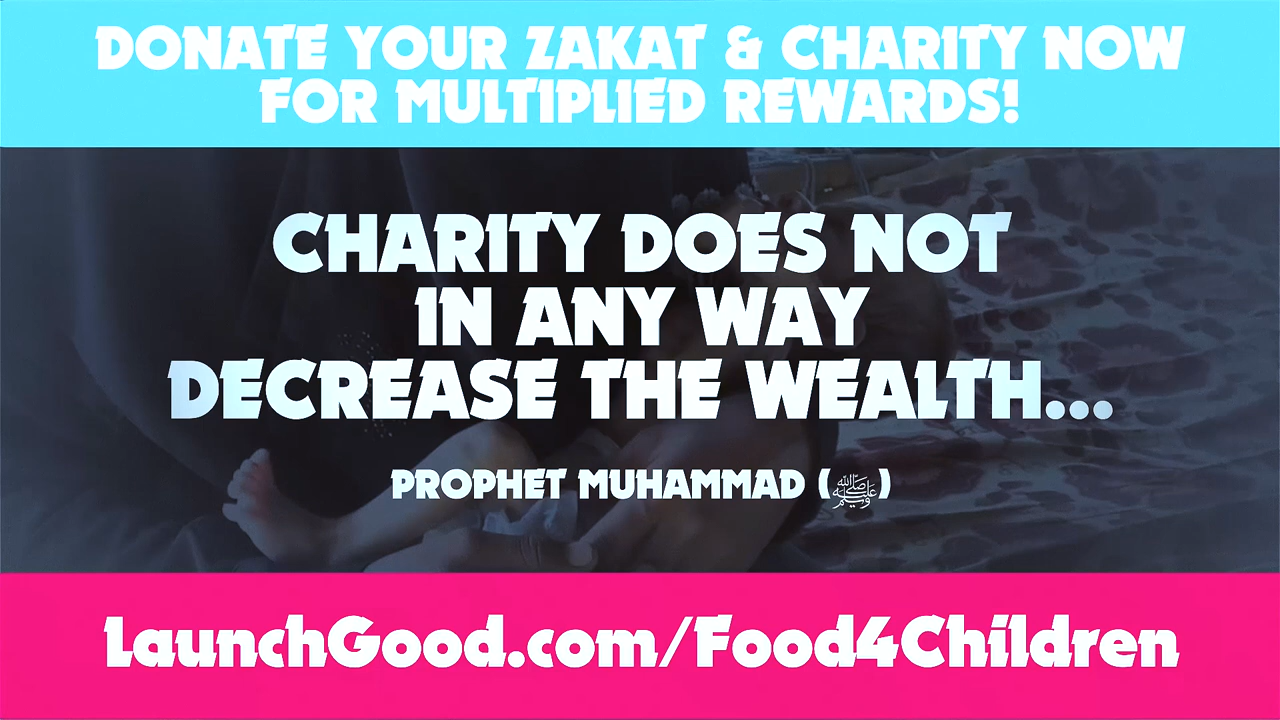 DONATE YOUR ZAKAT & CHARITY NOW
FOR MULTIPLIED REWARDS!
CHARITY DOES NOT
IN ANY WAY
DECREASE THE WEALTH...
PROPHET MUHAMMAD (ﷺ)
LaunchGood.com/Food4Children